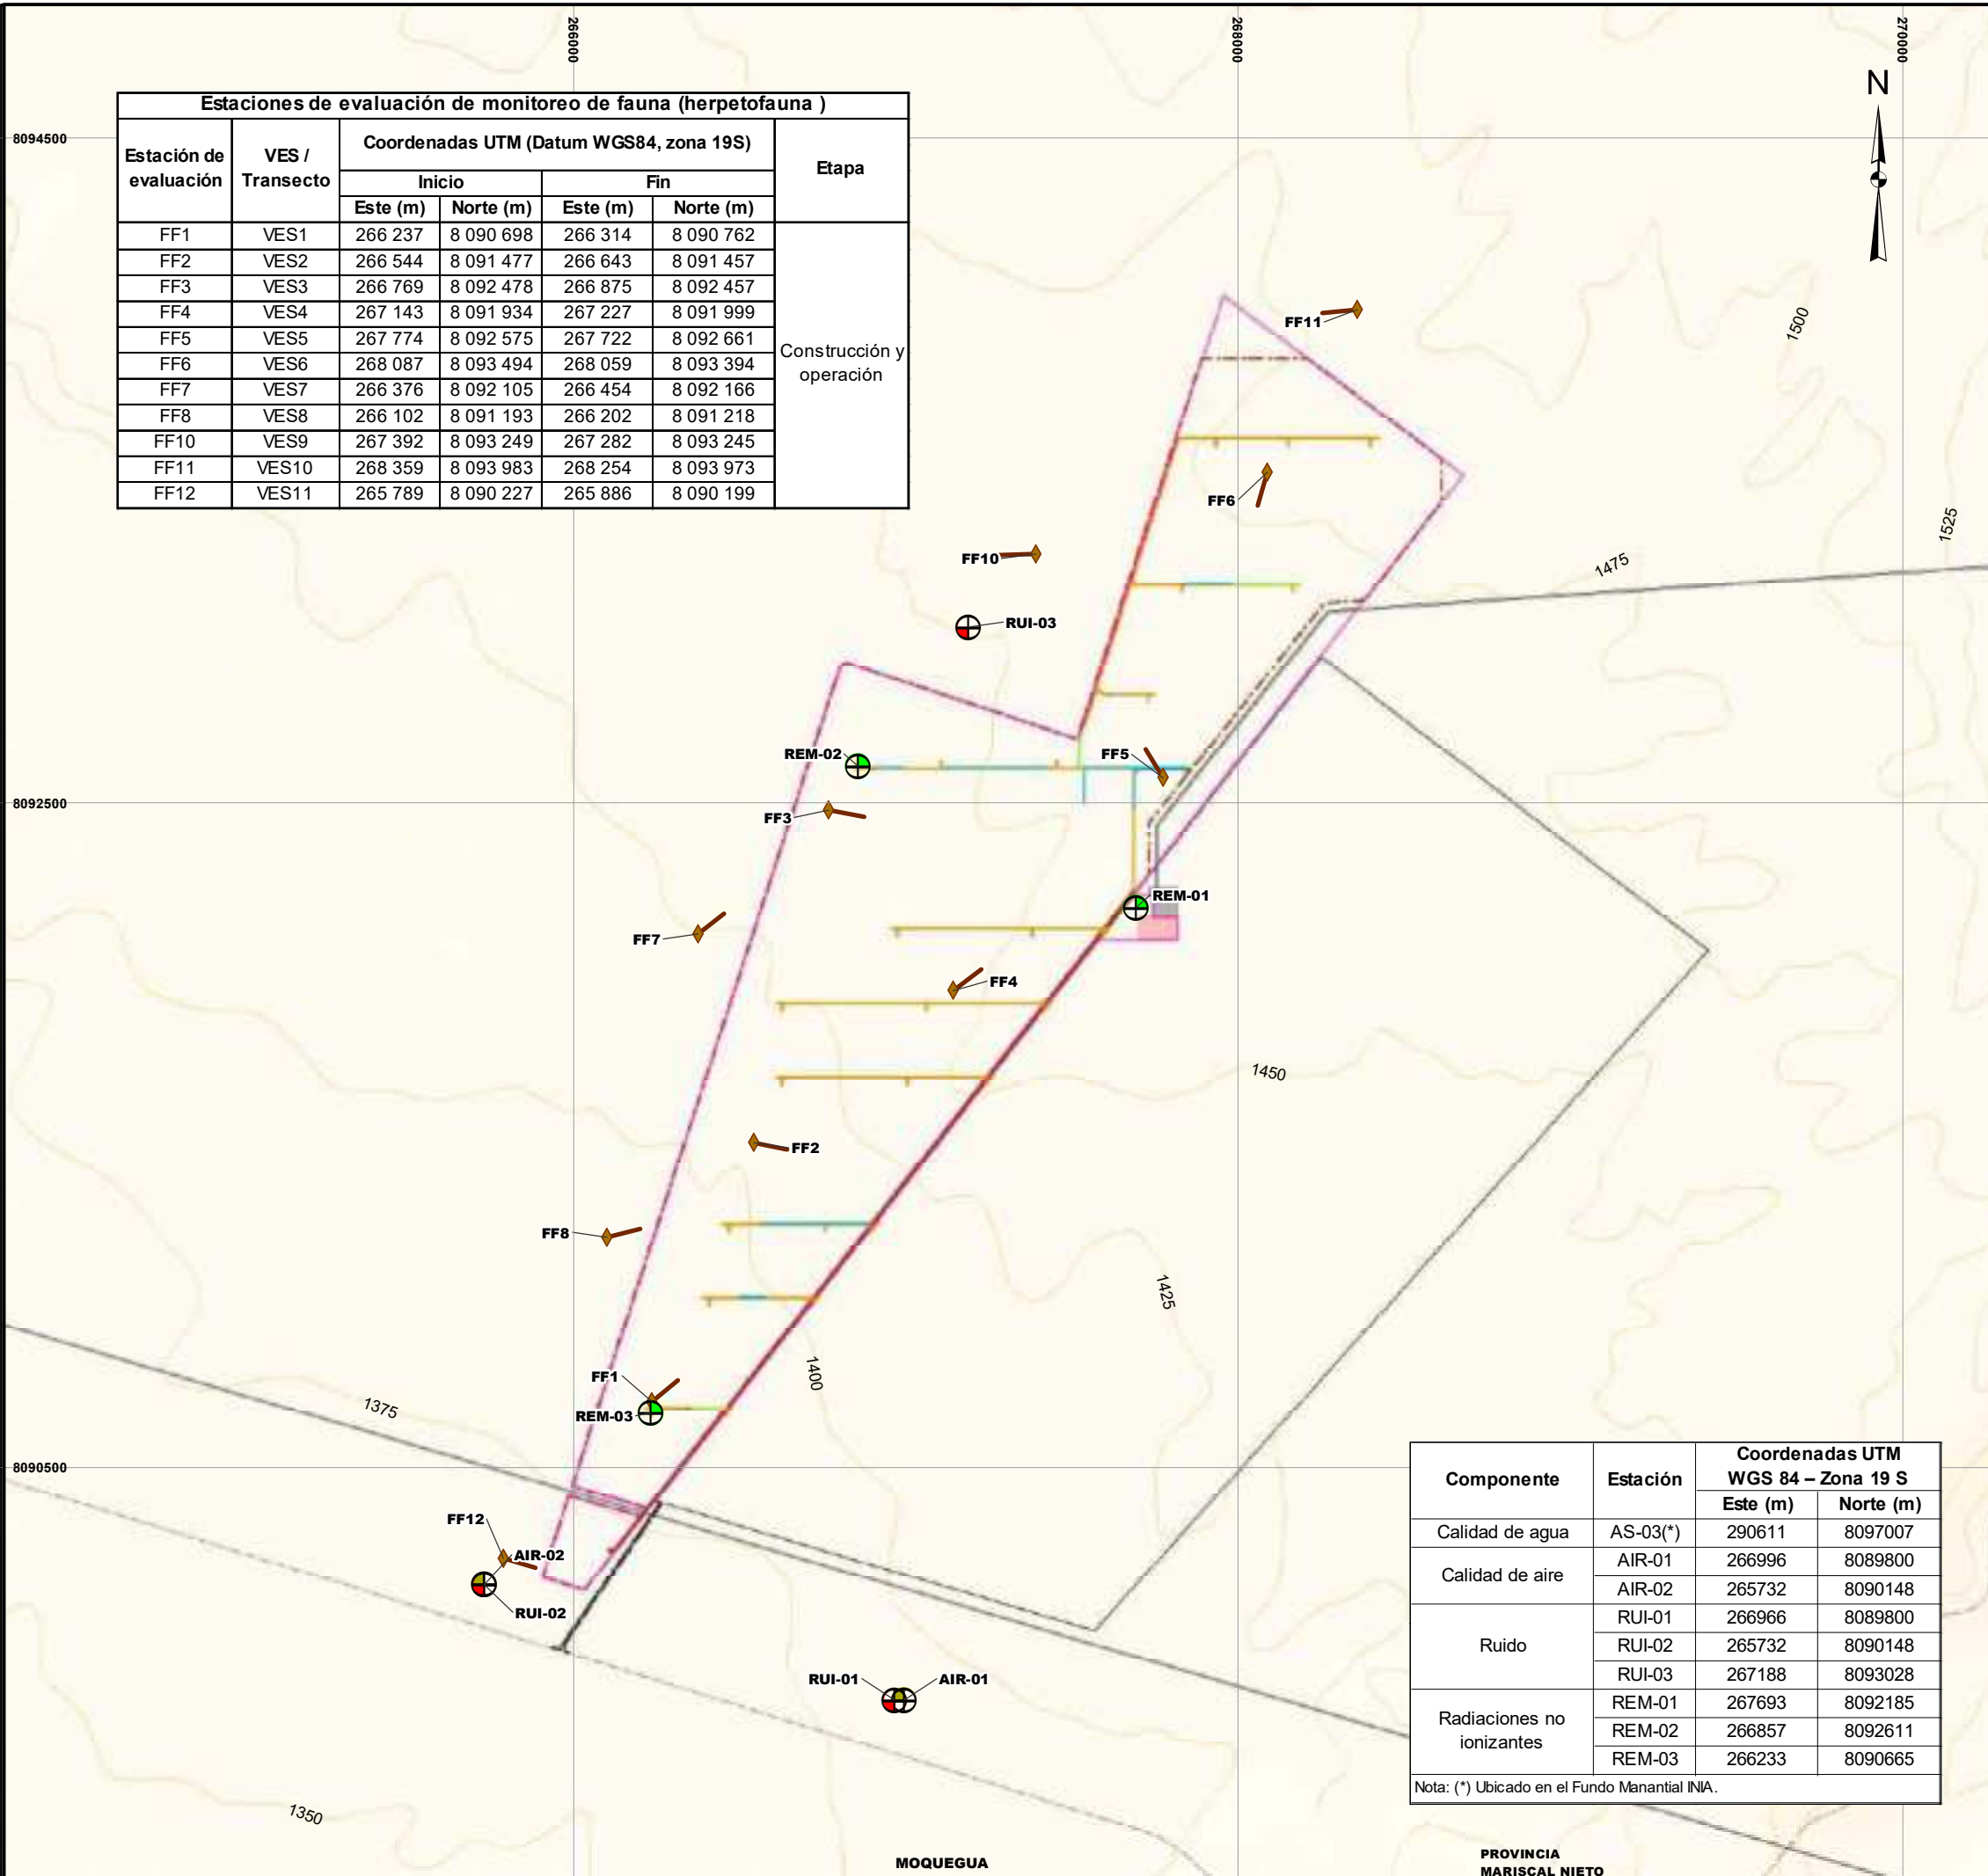 266000
268000
270000
N
8094500
8092500
8090500
Estaciones de evaluación de monitoreo de fauna (herpetofauna )
Estación de evaluación VES / Transecto Coordenadas UTM (Datum WGS84, zona 19S) Etapa
Inicio Fin
Este (m) Norte (m) Este (m) Norte (m)
FF1 VES1 266 237 8 090 698 266 314 8 090 762
FF2 VES2 266 544 8 091 477 266 643 8 091 457
FF3 VES3 266 769 8 092 478 266 875 8 092 457
FF4 VES4 267 143 8 091 934 267 227 8 091 999
FF5 VES5 267 774 8 092 575 267 722 8 092 661
FF6 VES6 268 087 8 093 494 268 059 8 093 394
FF7 VES7 266 376 8 092 105 266 454 8 092 166
FF8 VES8 266 102 8 091 193 266 202 8 091 218
FF10 VES9 267 392 8 093 249 267 282 8 093 245
FF11 VES10 268 359 8 093 983 268 254 8 093 973
FF12 VES11 265 789 8 090 227 265 886 8 090 199
Construcción y
operación
FF11
1500
FF6
1525
FF10
1475
RUI-03
REM-02
FF5
FF3
REM-01
FF7
FF4
1450
FF2
FF8
1425
1400
FF1
1375
REM-03
FF12
AIR-02
RUI-02
RUI-01
AIR-01
1350
MOQUEGUA
PROVINCIA
MARISCAL NIETO
Componente Estación Coordenadas UTM
WGS 84 – Zona 19 S
Este (m) Norte (m)
Calidad de agua AS-03(*) 290611 8097007
Calidad de aire AIR-01 266996 8089800
AIR-02 265732 8090148
Ruido RUI-01 266966 8089800
RUI-02 265732 8090148
RUI-03 267188 8093028
Radiaciones no
ionizantes REM-01 267693 8092185
REM-02 266857 8092611
REM-03 266233 8090665
Nota: (*) Ubicado en el Fundo Manantial INIA.